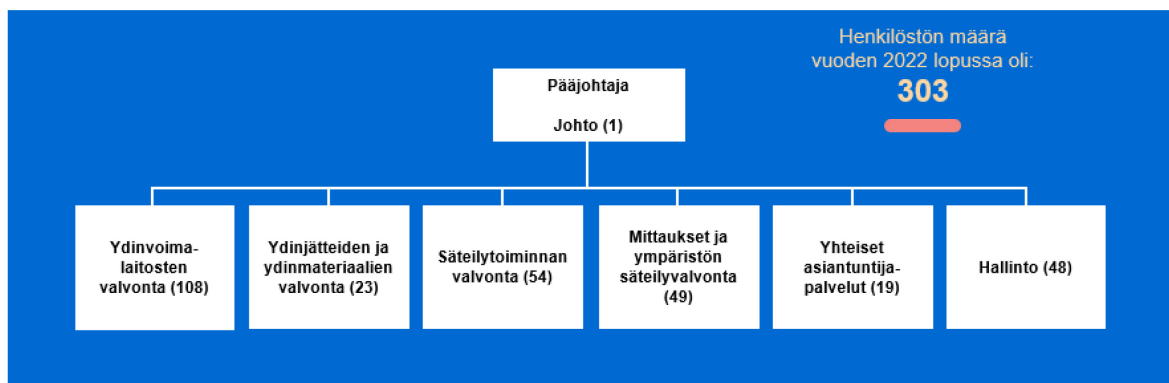 Henkilöstön määrä
vuoden 2022 lopussa oli:
303
Pääjohtaja
Johto (1)
Ydinvoima-
laitosten
valvonta (108)
Ydinjätteiden ja
ydinmateriaalien
valvonta (23)
Säteilytoiminnan
valvonta (54)
Mittaukset ja
ympäristön
säteilyvalvonta
(49)
Yhteiset
asiantuntija-
palvelut (19)
Hallinto (48)